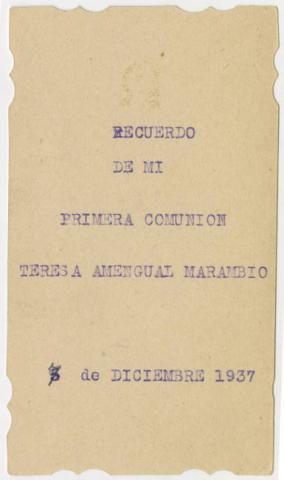 RECUERDO
DE MI
PRIMERA COMUNION
TERESA AMENGUAL MARAMBIO
de DICIEMBRE 1937